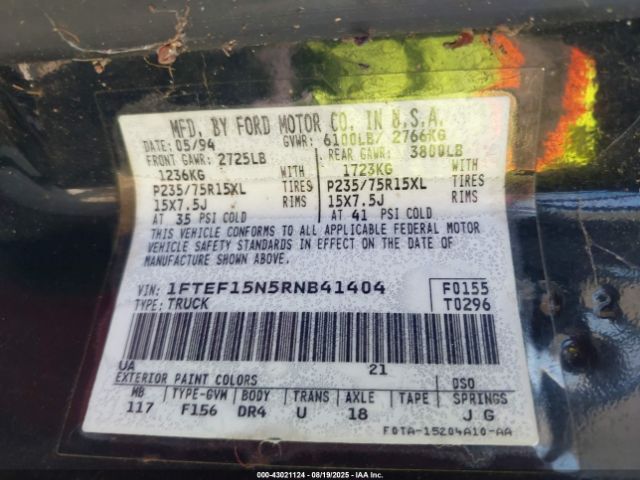 MFD. BY FORD MOTOR CO. IN U.S.A.
DATE: 05/94 GVWR: 6100LB/ 2766KG
FRONT GAWR: 2725LB REAR GAWR: 3800LB
1236KG WITH 1723KG WITH
P235/75R15XL TIRES P235/75R15XL TIRES
15X7.5J RIMS 15X7.5J RIMS
AT 35 PSI COLD AT 41 PSI COLD
THIS VEHICLE CONFORMS TO ALL APPLICABLE FEDERAL MOTOR
VEHICLE SAFETY STANDARDS IN EFFECT ON THE DATE OF
MANUFACTURE SHOWN ABOVE.
VIN: 1FTEF15N5RNB41404 F0155
TYPE: TRUCK T0296
UA 21
EXTERIOR PAINT COLORS DSO
WB TYPE-GVW BODY TRANS AXLE TAPE SPRINGS
117 F156 DR4 U 18 J G
F0TA-15204A10-AA
000-43021124 | 08/19/2025 | IAAI.COM